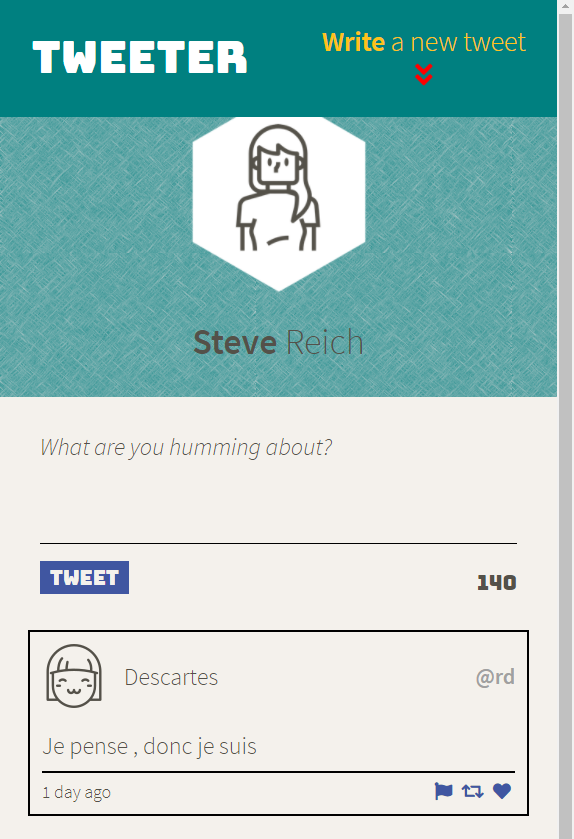 TWEETER
Write a new tweet
Steve Reich
What are you humming about?
TWEET
140
Descartes
@rd
Je pense , donc je suis
1 day ago